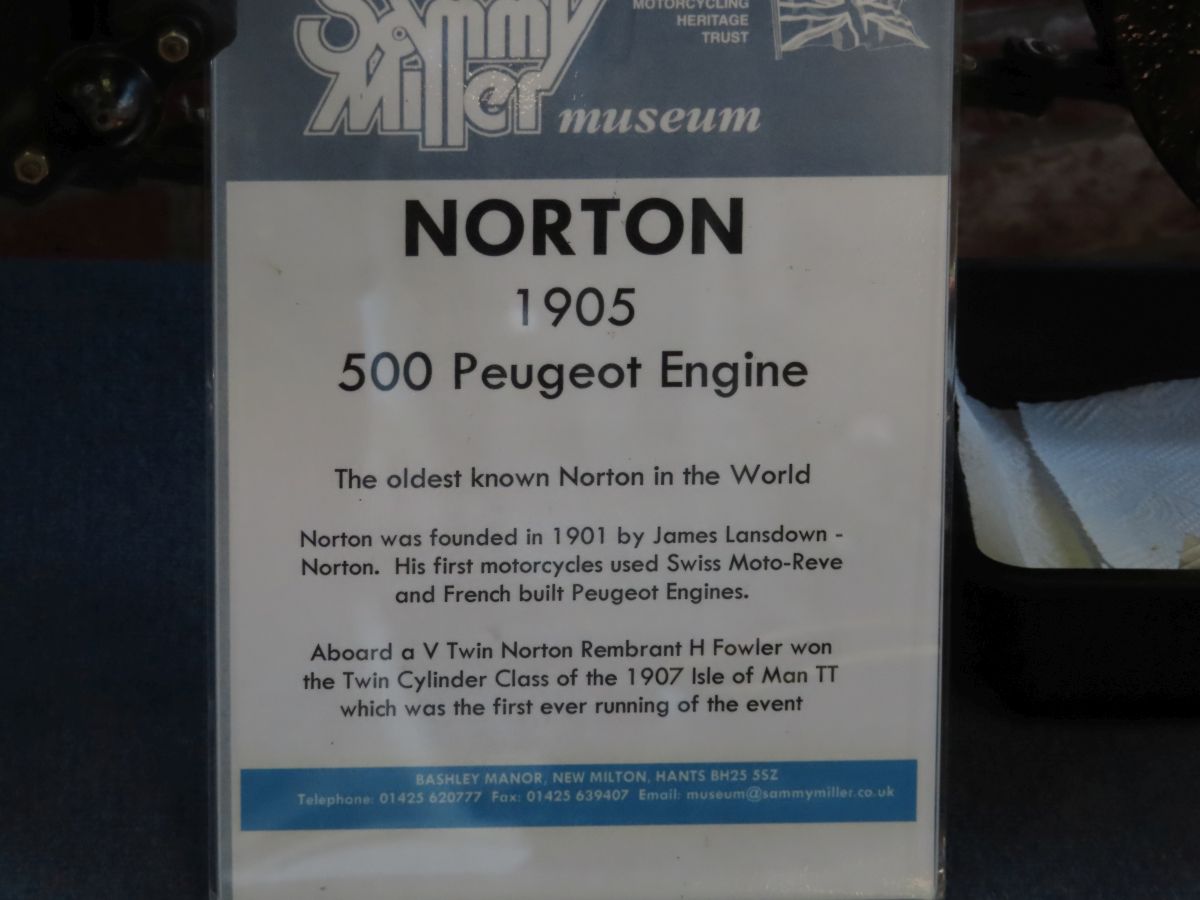 Sammy
Miller
museum
MOTORCYCLING
HERITAGE
TRUST
NORTON
1905
500 Peugeot Engine
The oldest known Norton in the World
Norton was founded in 1901 by James Lansdown -
Norton. His first motorcycles used Swiss Moto-Reve
and French built Peugeot Engines.
Aboard a V Twin Norton Rembrant H Fowler won
the Twin Cylinder Class of the 1907 Isle of Man TT
which was the first ever running of the event
BASHLEY MANOR, NEW MILTON, HANTS BH25 5SZ
Telephone: 01425 620777 Fax: 01425 639407 Email: museum@sammymiller.co.uk